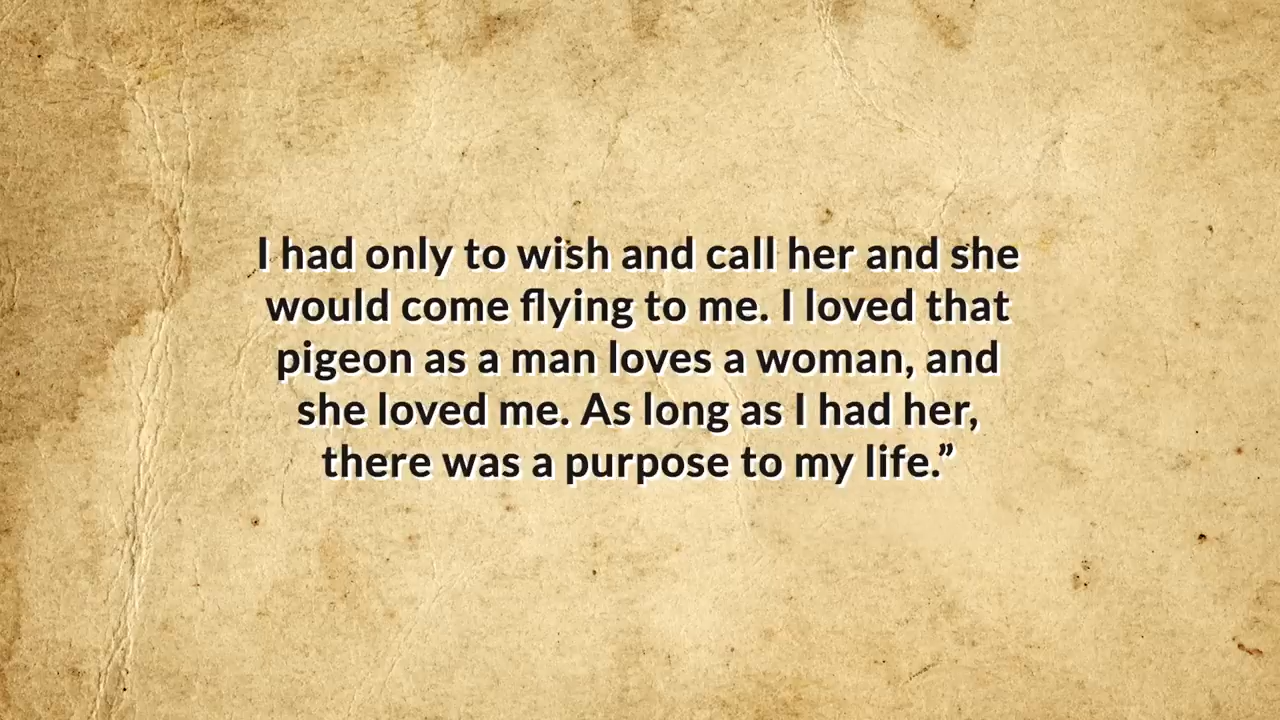 I had only to wish and call her and she
would come flying to me. I loved that
pigeon as a man loves a woman, and
she loved me. As long as I had her,
there was a purpose to my life.”